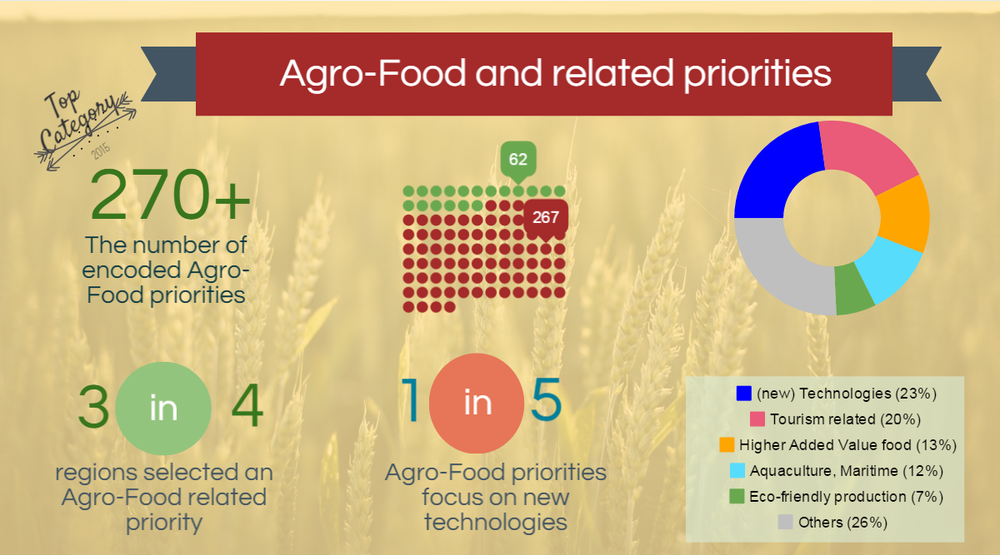 Agro-Food and related priorities
Top
Category
2015
270+
The number of
encoded Agro-
Food priorities
62
267
3 in 4
regions selected an
Agro-Food related
priority
1 in 5
Agro-Food priorities
focus on new
technologies
(new) Technologies (23%)
Tourism related (20%)
Higher Added Value food (13%)
Aquaculture, Maritime (12%)
Eco-friendly production (7%)
Others (26%)